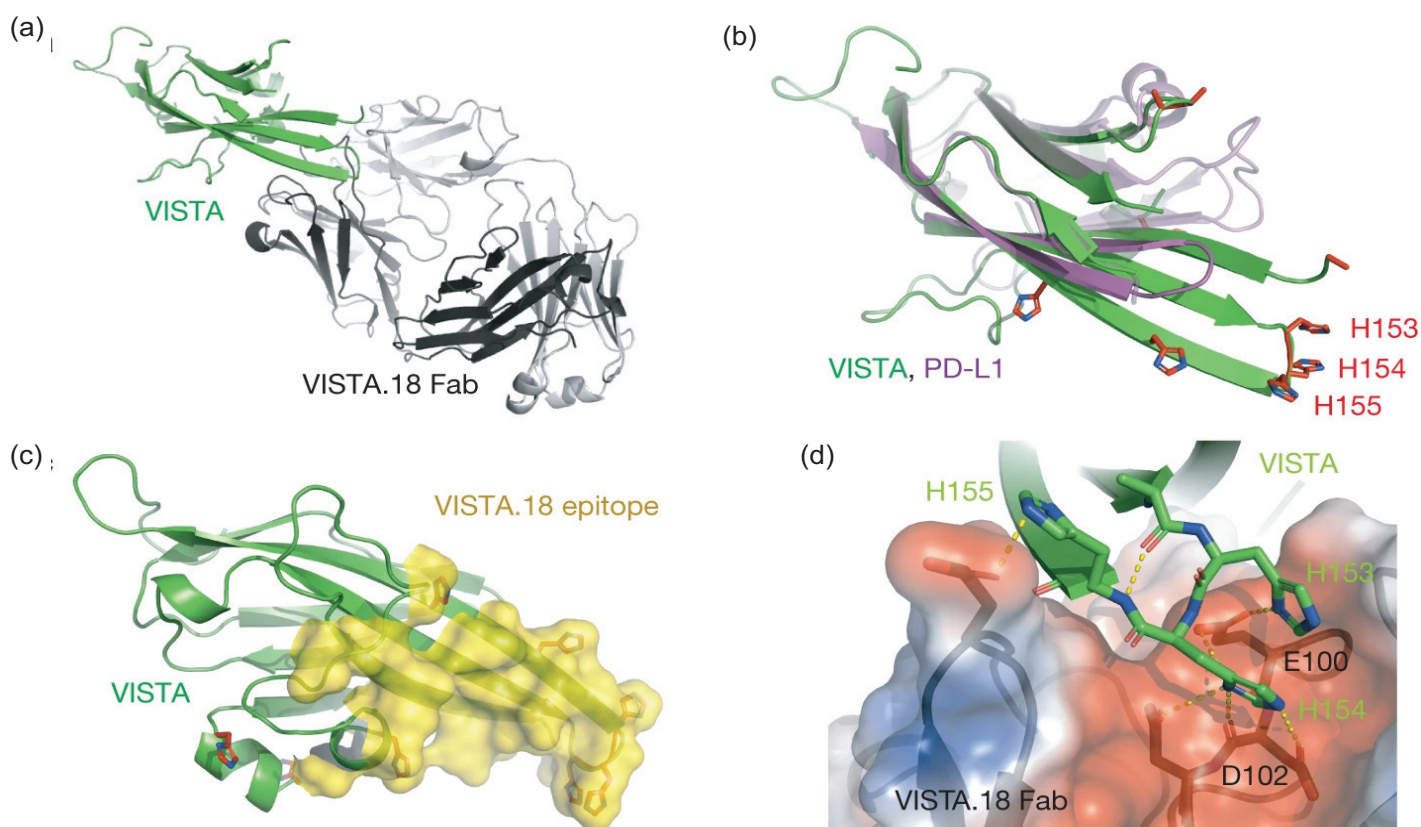 (a)
VISTA
VISTA.18 Fab
(b)
VISTA, PD-L1
H153
H154
H155
(c)
VISTA.18 epitope
VISTA
(d)
VISTA
H155
H153
E100
H154
D102
VISTA.18 Fab